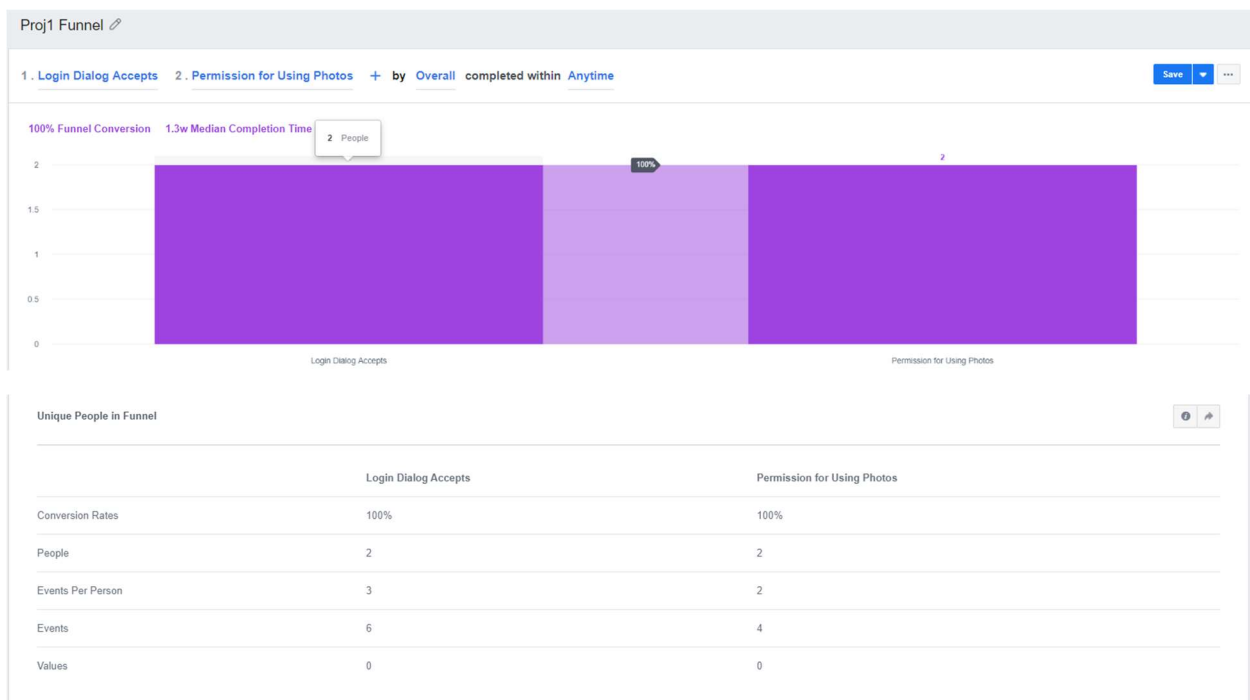 Proj1 Funnel
1 . Login Dialog Accepts 2 . Permission for Using Photos + by Overall completed within Anytime
Save
100% Funnel Conversion 1.3w Median Completion Time
2 People
2
100%
2
1.5
1
0.5
0
Login Dialog Accepts Permission for Using Photos
Unique People in Funnel
Login Dialog Accepts Permission for Using Photos
Conversion Rates 100% 100%
People 2 2
Events Per Person 3 2
Events 6 4
Values 0 0